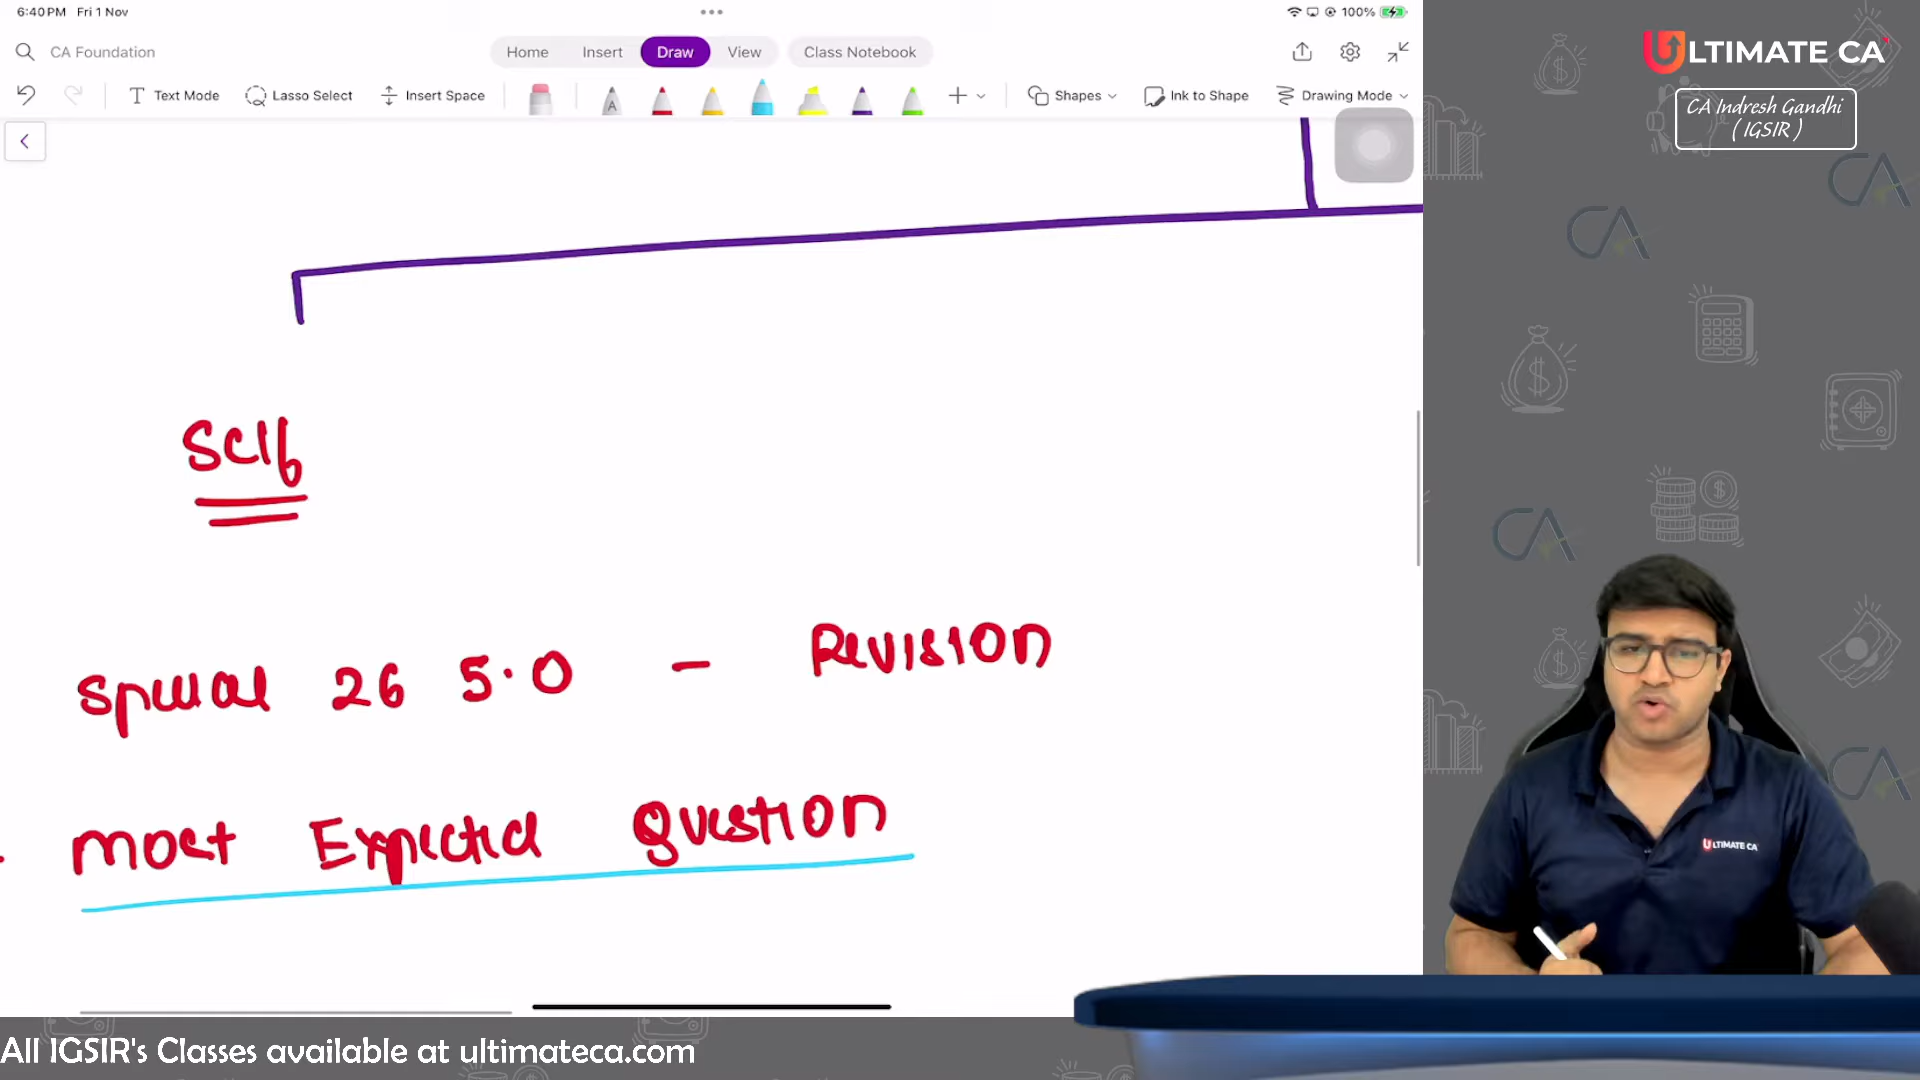 6:40 PM Fri 1 Nov
100%
CA Foundation
Home Insert Draw View Class Notebook
Text Mode Lasso Select Insert Space Shapes Ink to Shape Drawing Mode
ULTIMATE CA
CA Indresh Gandhi
( IGSIR )
Self
Special 26 5.0 - Revision
most Expected Question
ULTIMATE CA
All IGSIR's Classes available at ultimateca.com